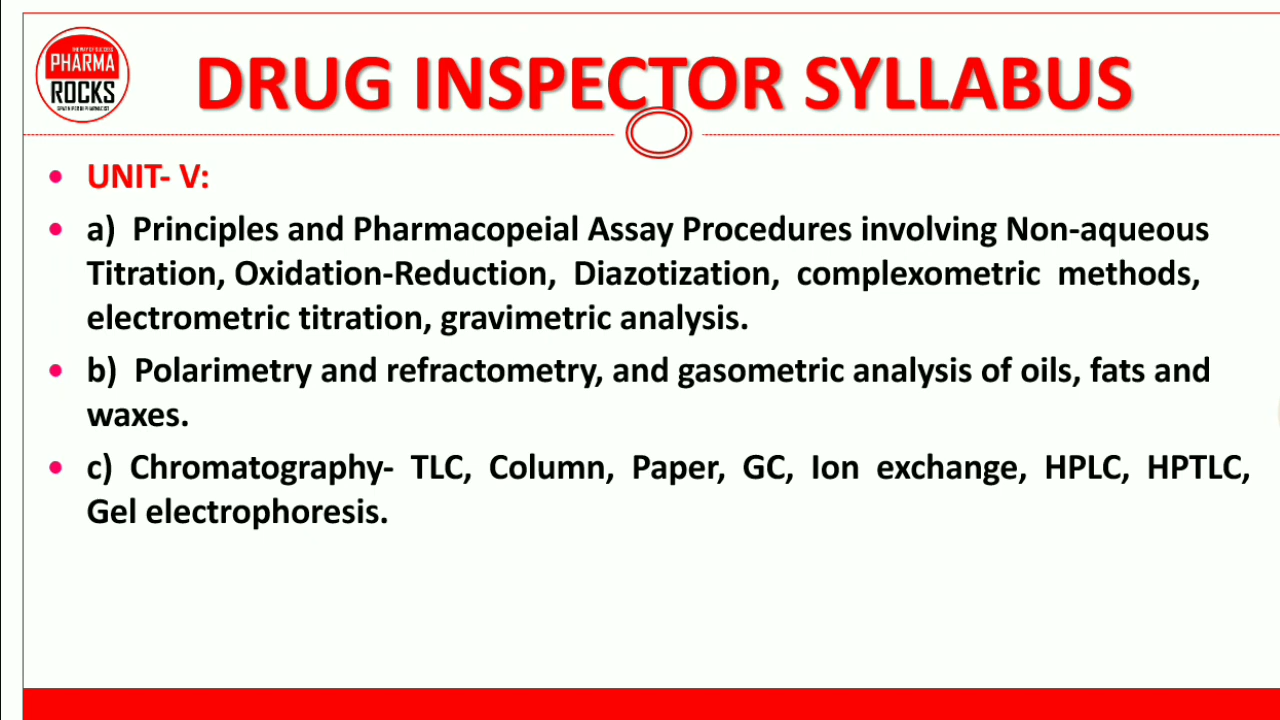 PHARMA
ROCKS
DRUG INSPECTOR SYLLABUS
UNIT- V:
a) Principles and Pharmacopeial Assay Procedures involving Non-aqueous
Titration, Oxidation-Reduction, Diazotization, complexometric methods,
electrometric titration, gravimetric analysis.
b) Polarimetry and refractometry, and gasometric analysis of oils, fats and
waxes.
c) Chromatography- TLC, Column, Paper, GC, Ion exchange, HPLC, HPTLC,
Gel electrophoresis.